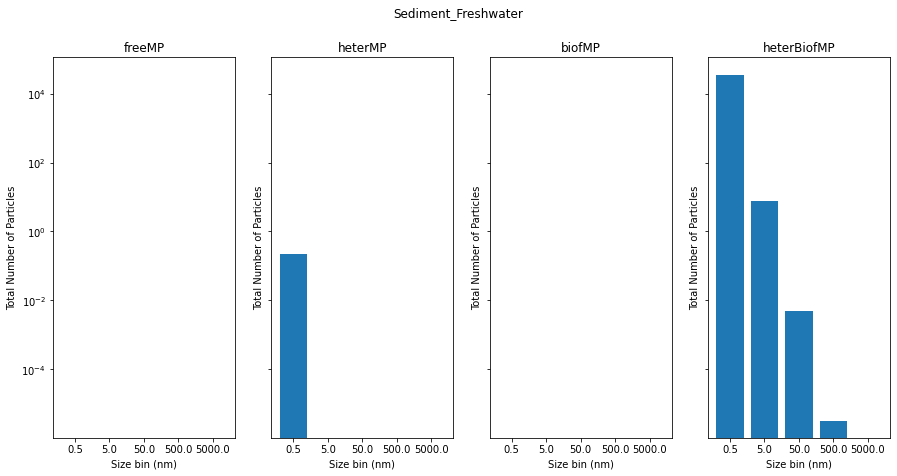 Sediment_Freshwater
freeMP
heterMP
biofMP
heterBiofMP
Total Number of Particles
10⁴
10²
10⁰
10⁻²
10⁻⁴
0.5 5.0 50.0 500.0 5000.0
Size bin (nm)
Total Number of Particles
0.5 5.0 50.0 500.0 5000.0
Size bin (nm)
Total Number of Particles
0.5 5.0 50.0 500.0 5000.0
Size bin (nm)
Total Number of Particles
0.5 5.0 50.0 500.0 5000.0
Size bin (nm)